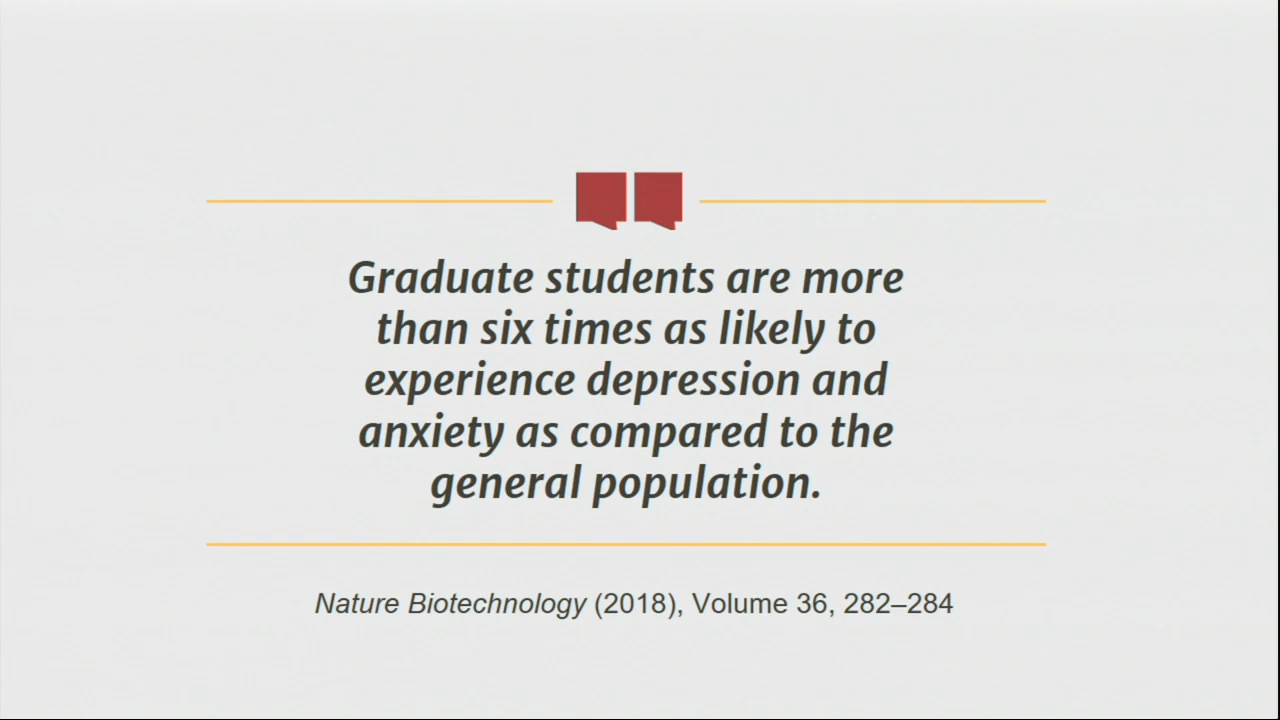 Graduate students are more
than six times as likely to
experience depression and
anxiety as compared to the
general population.
Nature Biotechnology (2018), Volume 36, 282–284